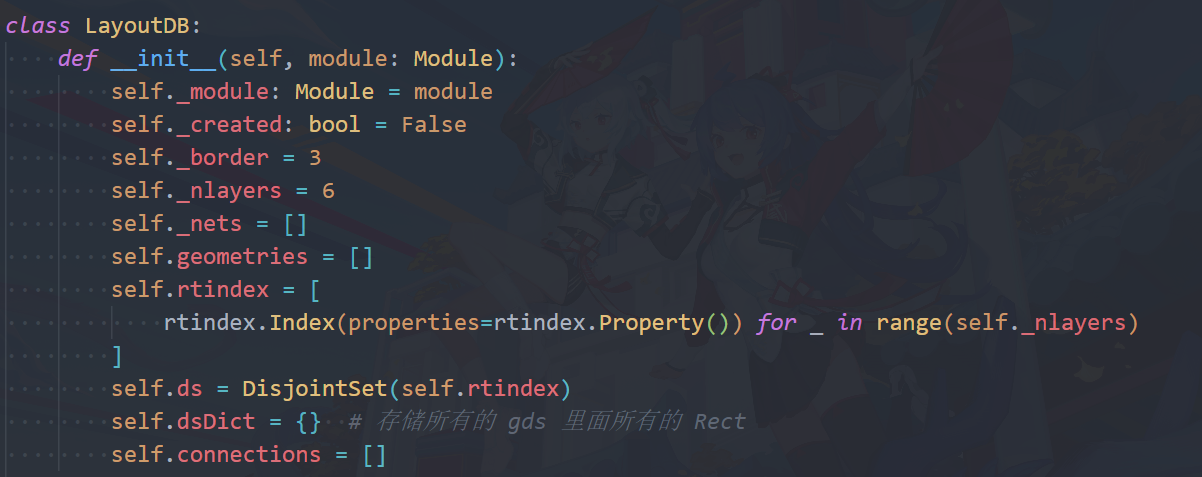 class LayoutDB:
    def __init__(self, module: Module):
        self._module: Module = module
        self._created: bool = False
        self._border = 3
        self._nlayers = 6
        self._nets = []
        self.geometries = []
        self.rtindex = [
            rtindex.Index(properties=rtindex.Property()) for _ in range(self._nlayers)
        ]
        self.ds = DisjointSet(self.rtindex)
        self.dsDict = {}  # 存储所有的 gds 里面所有的 Rect
        self.connections = []